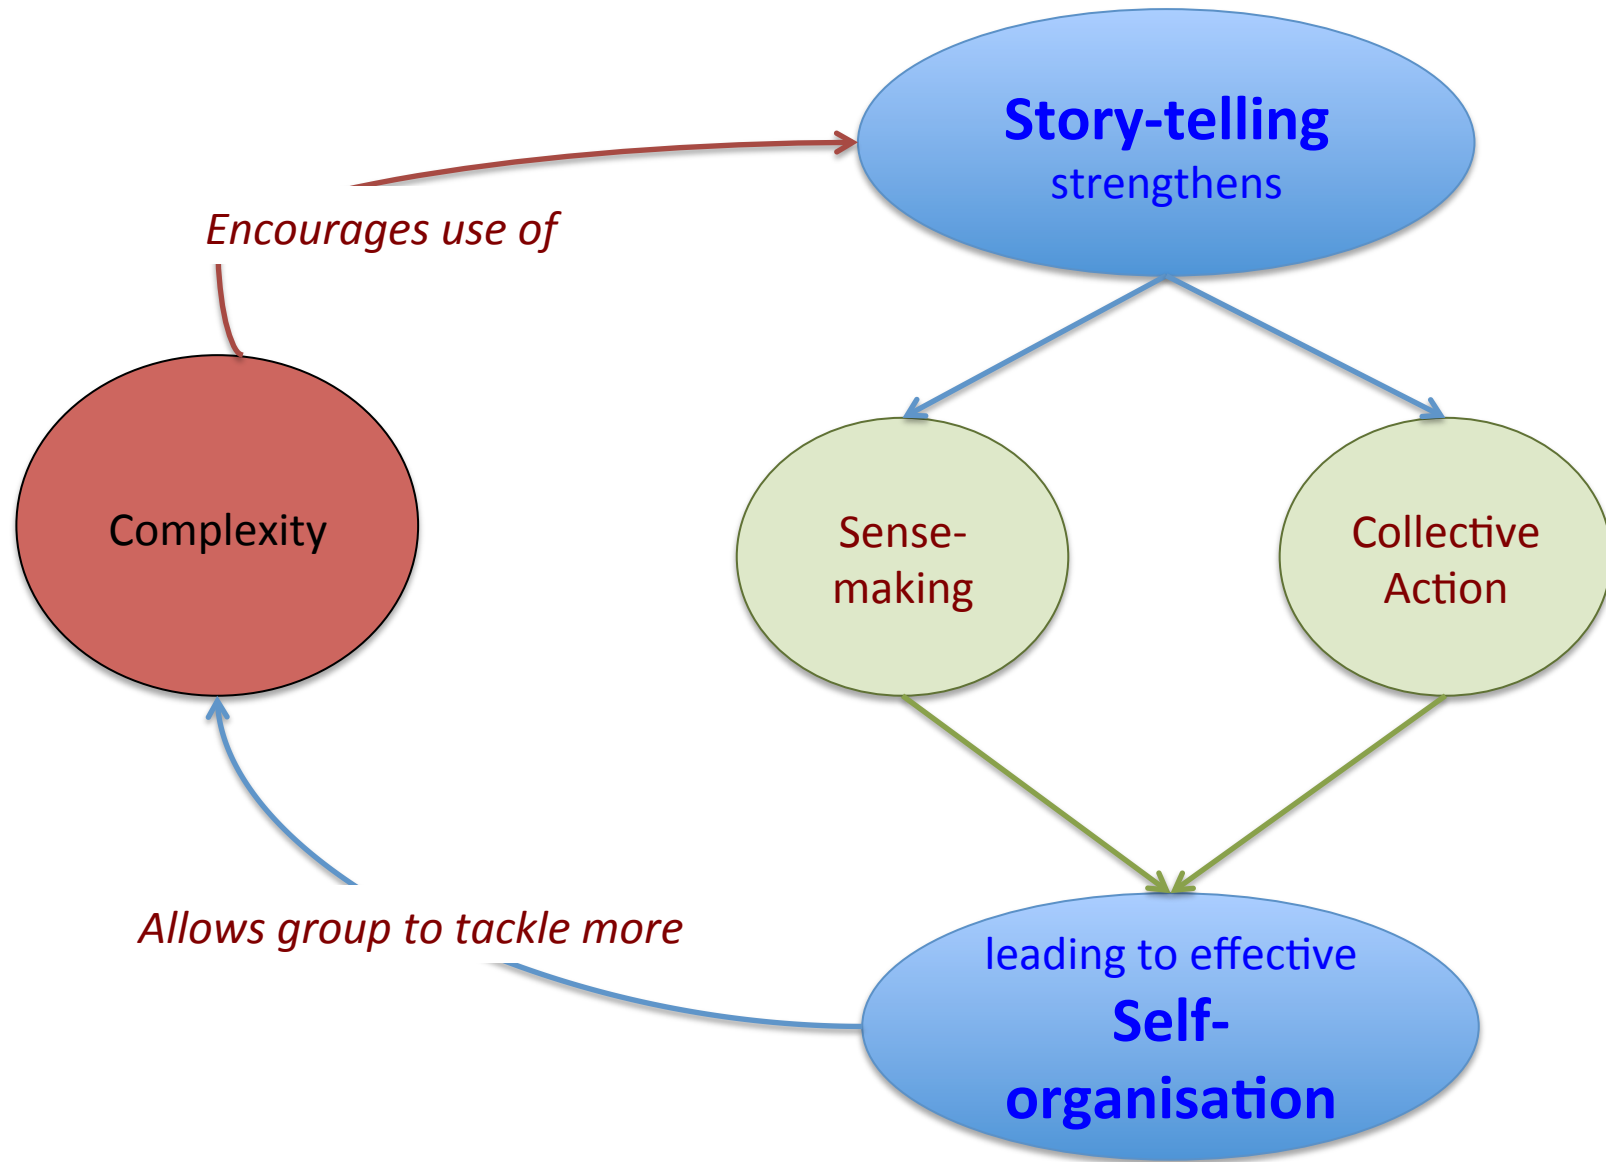 Story-telling
strengthens
Encourages use of
Complexity
Sense-
making
Collective
Action
Allows group to tackle more
leading to effective
Self-
organisation